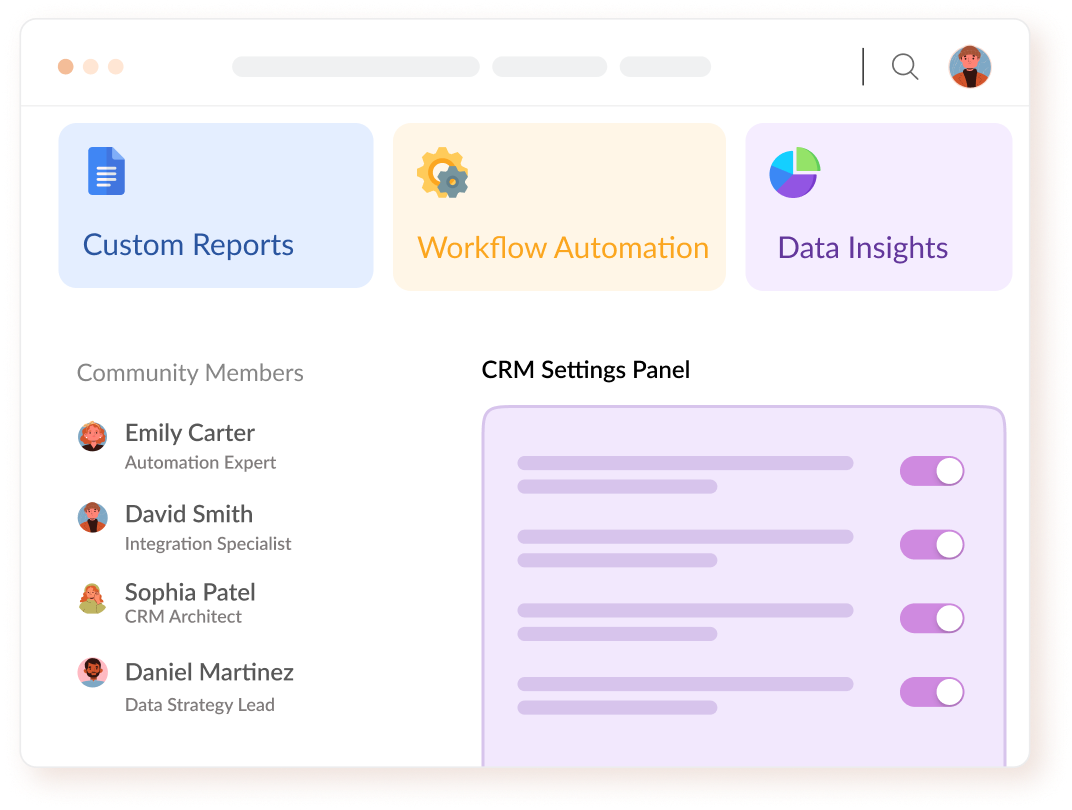 Custom Reports
Workflow Automation
Data Insights
Community Members
Emily Carter
Automation Expert
David Smith
Integration Specialist
Sophia Patel
CRM Architect
Daniel Martinez
Data Strategy Lead
CRM Settings Panel